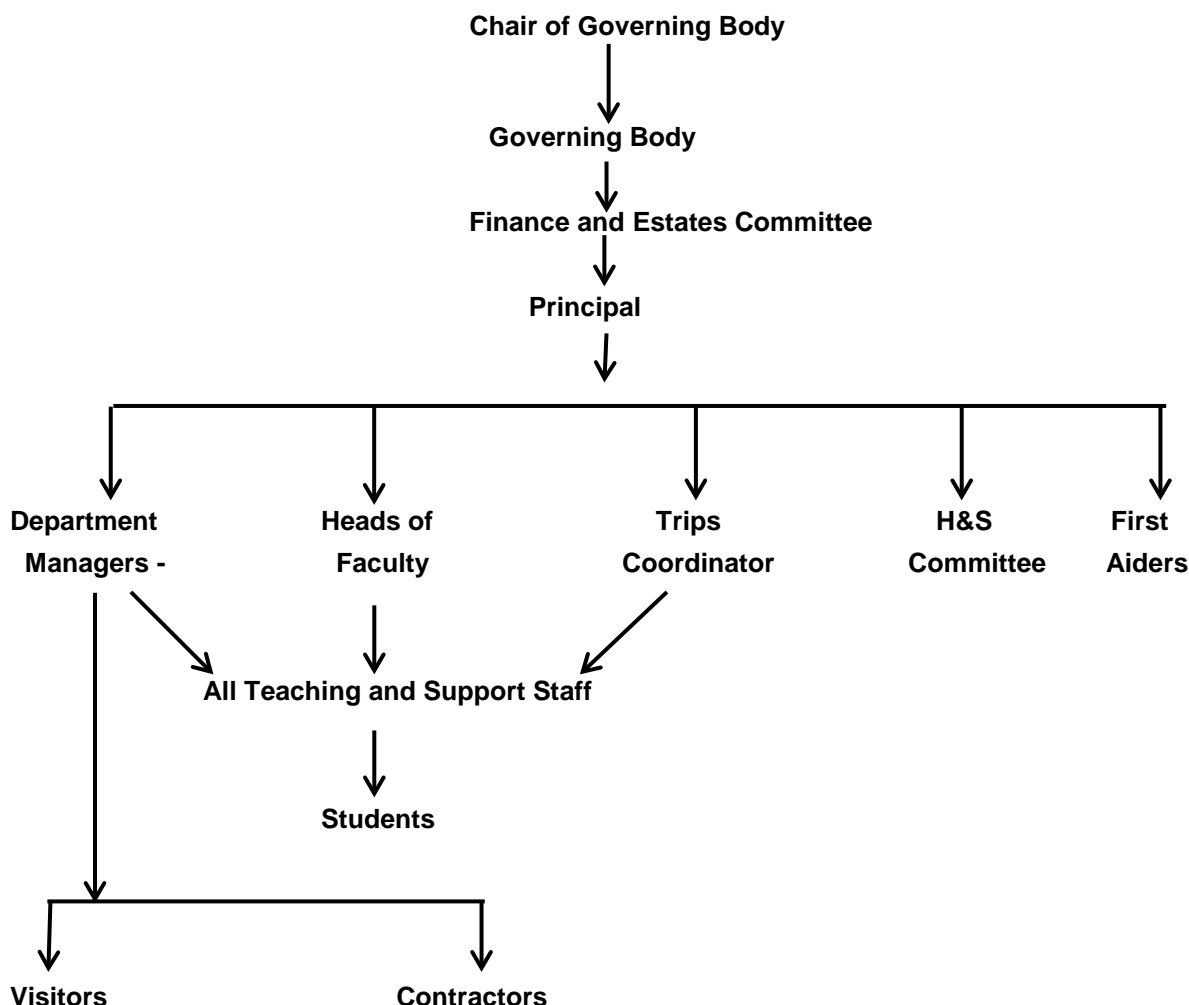 Chair of Governing Body
Governing Body
Finance and Estates Committee
Principal
Department
Managers -
Heads of
Faculty
Trips
Coordinator
H&S
Committee
First
Aiders
All Teaching and Support Staff
Students
Visitors
Contractors